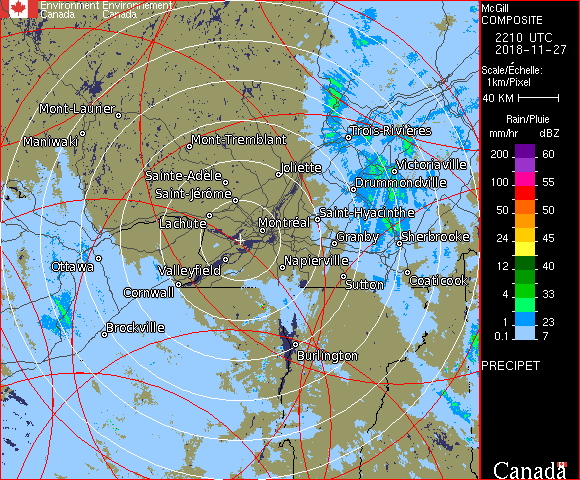 Environment Environnement
Canada Canada
McGill
COMPOSITE
2210 UTC
2018-11-27
Scale/Échelle:
1km/Pixel
40 KM
Rain/Pluie
mm/hr dBZ
200 60
100 55
50 50
24 45
12 40
4 33
1 23
0.1 7
PRECIPET
Canada
Mont-Laurier
Maniwaki
Mont-Tremblant
Trois-Rivières
Joliette
Victoriaville
Sainte-Adèle
Drummondville
Saint-Jérôme
Saint-Hyacinthe
Lachute
Montréal
Granby
Sherbrooke
Ottawa
Valleyfield
Napierville
Cornwall
Sutton
Coaticook
Brockville
Burlington